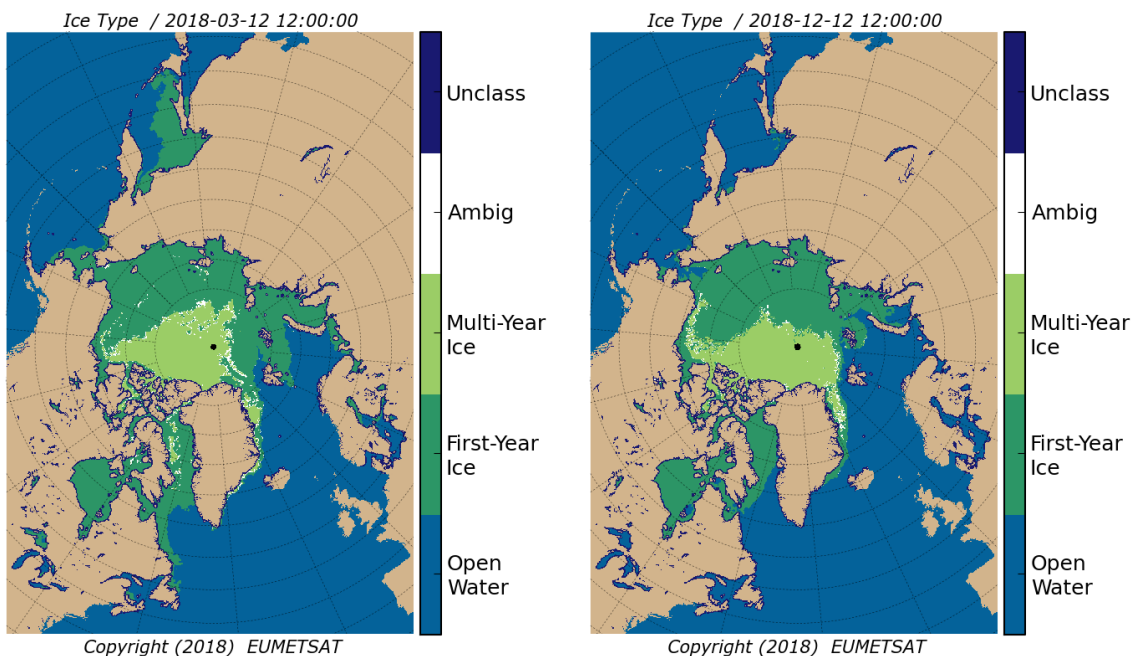 Ice Type / 2018-03-12 12:00:00
Unclass
Ambig
Multi-Year
Ice
First-Year
Ice
Open
Water
Copyright (2018) EUMETSAT
Ice Type / 2018-12-12 12:00:00
Unclass
Ambig
Multi-Year
Ice
First-Year
Ice
Open
Water
Copyright (2018) EUMETSAT